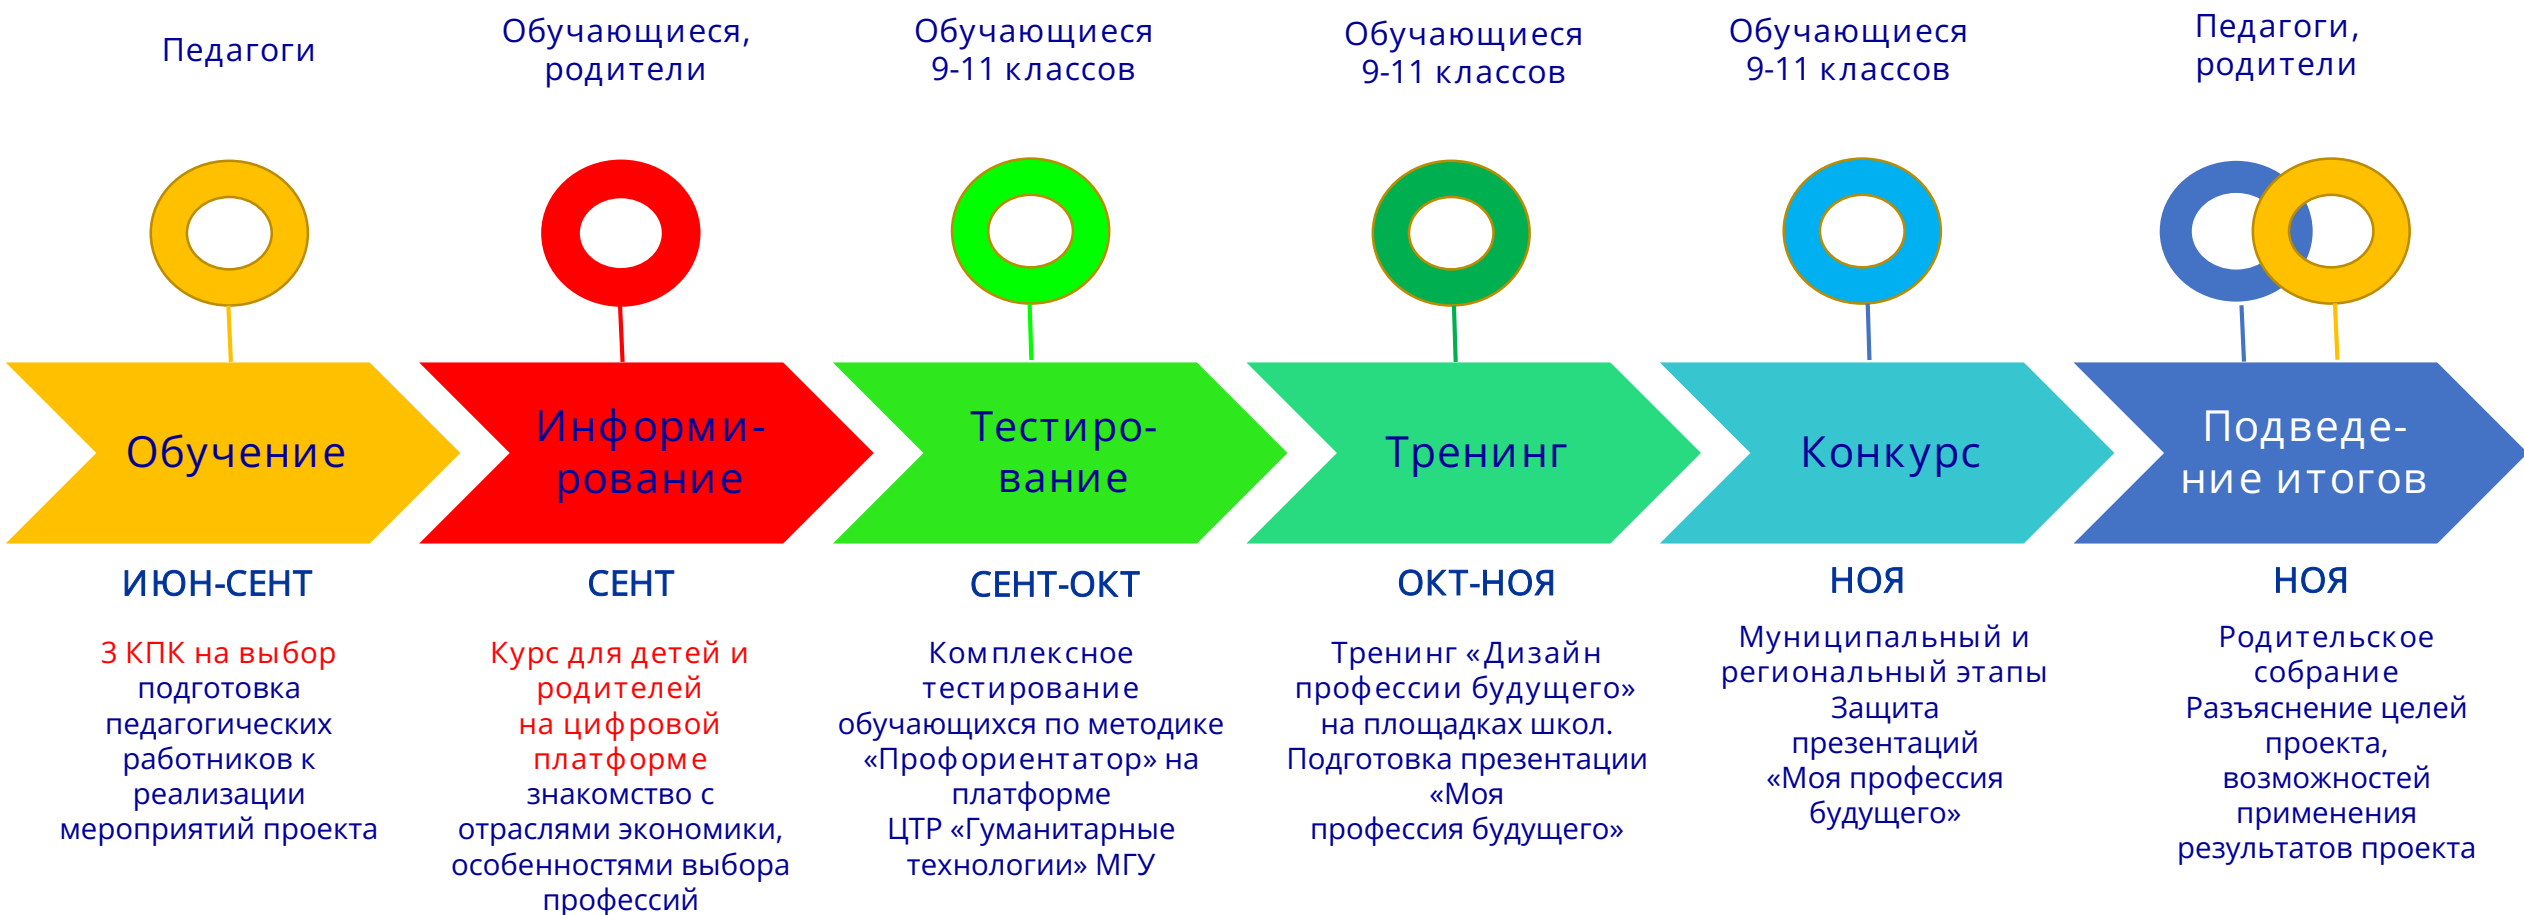 Педагоги
Обучающиеся,
родители
Обучающиеся
9-11 классов
Обучающиеся
9-11 классов
Обучающиеся
9-11 классов
Педагоги,
родители
Обучение
Информи-
рование
Тестиро-
вание
Тренинг
Конкурс
Подведе-
ние итогов
ИЮН-СЕНТ
СЕНТ
СЕНТ-ОКТ
ОКТ-НОЯ
НОЯ
НОЯ
3 КПК на выбор
подготовка
педагогических
работников к
реализации
мероприятий проекта
Курс для детей и
родителей
на цифровой
платформе
знакомство с
отраслями экономики,
особенностями выбора
профессий
Комплексное
тестирование
обучающихся по методике
«Профориентатор» на
платформе
ЦТР «Гуманитарные
технологии» МГУ
Тренинг «Дизайн
профессии будущего»
на площадках школ.
Подготовка презентации
«Моя
профессия будущего»
Муниципальный и
региональный этапы
Защита
презентаций
«Моя профессия
будущего»
Родительское
собрание
Разъяснение целей
проекта,
возможностей
применения
результатов проекта